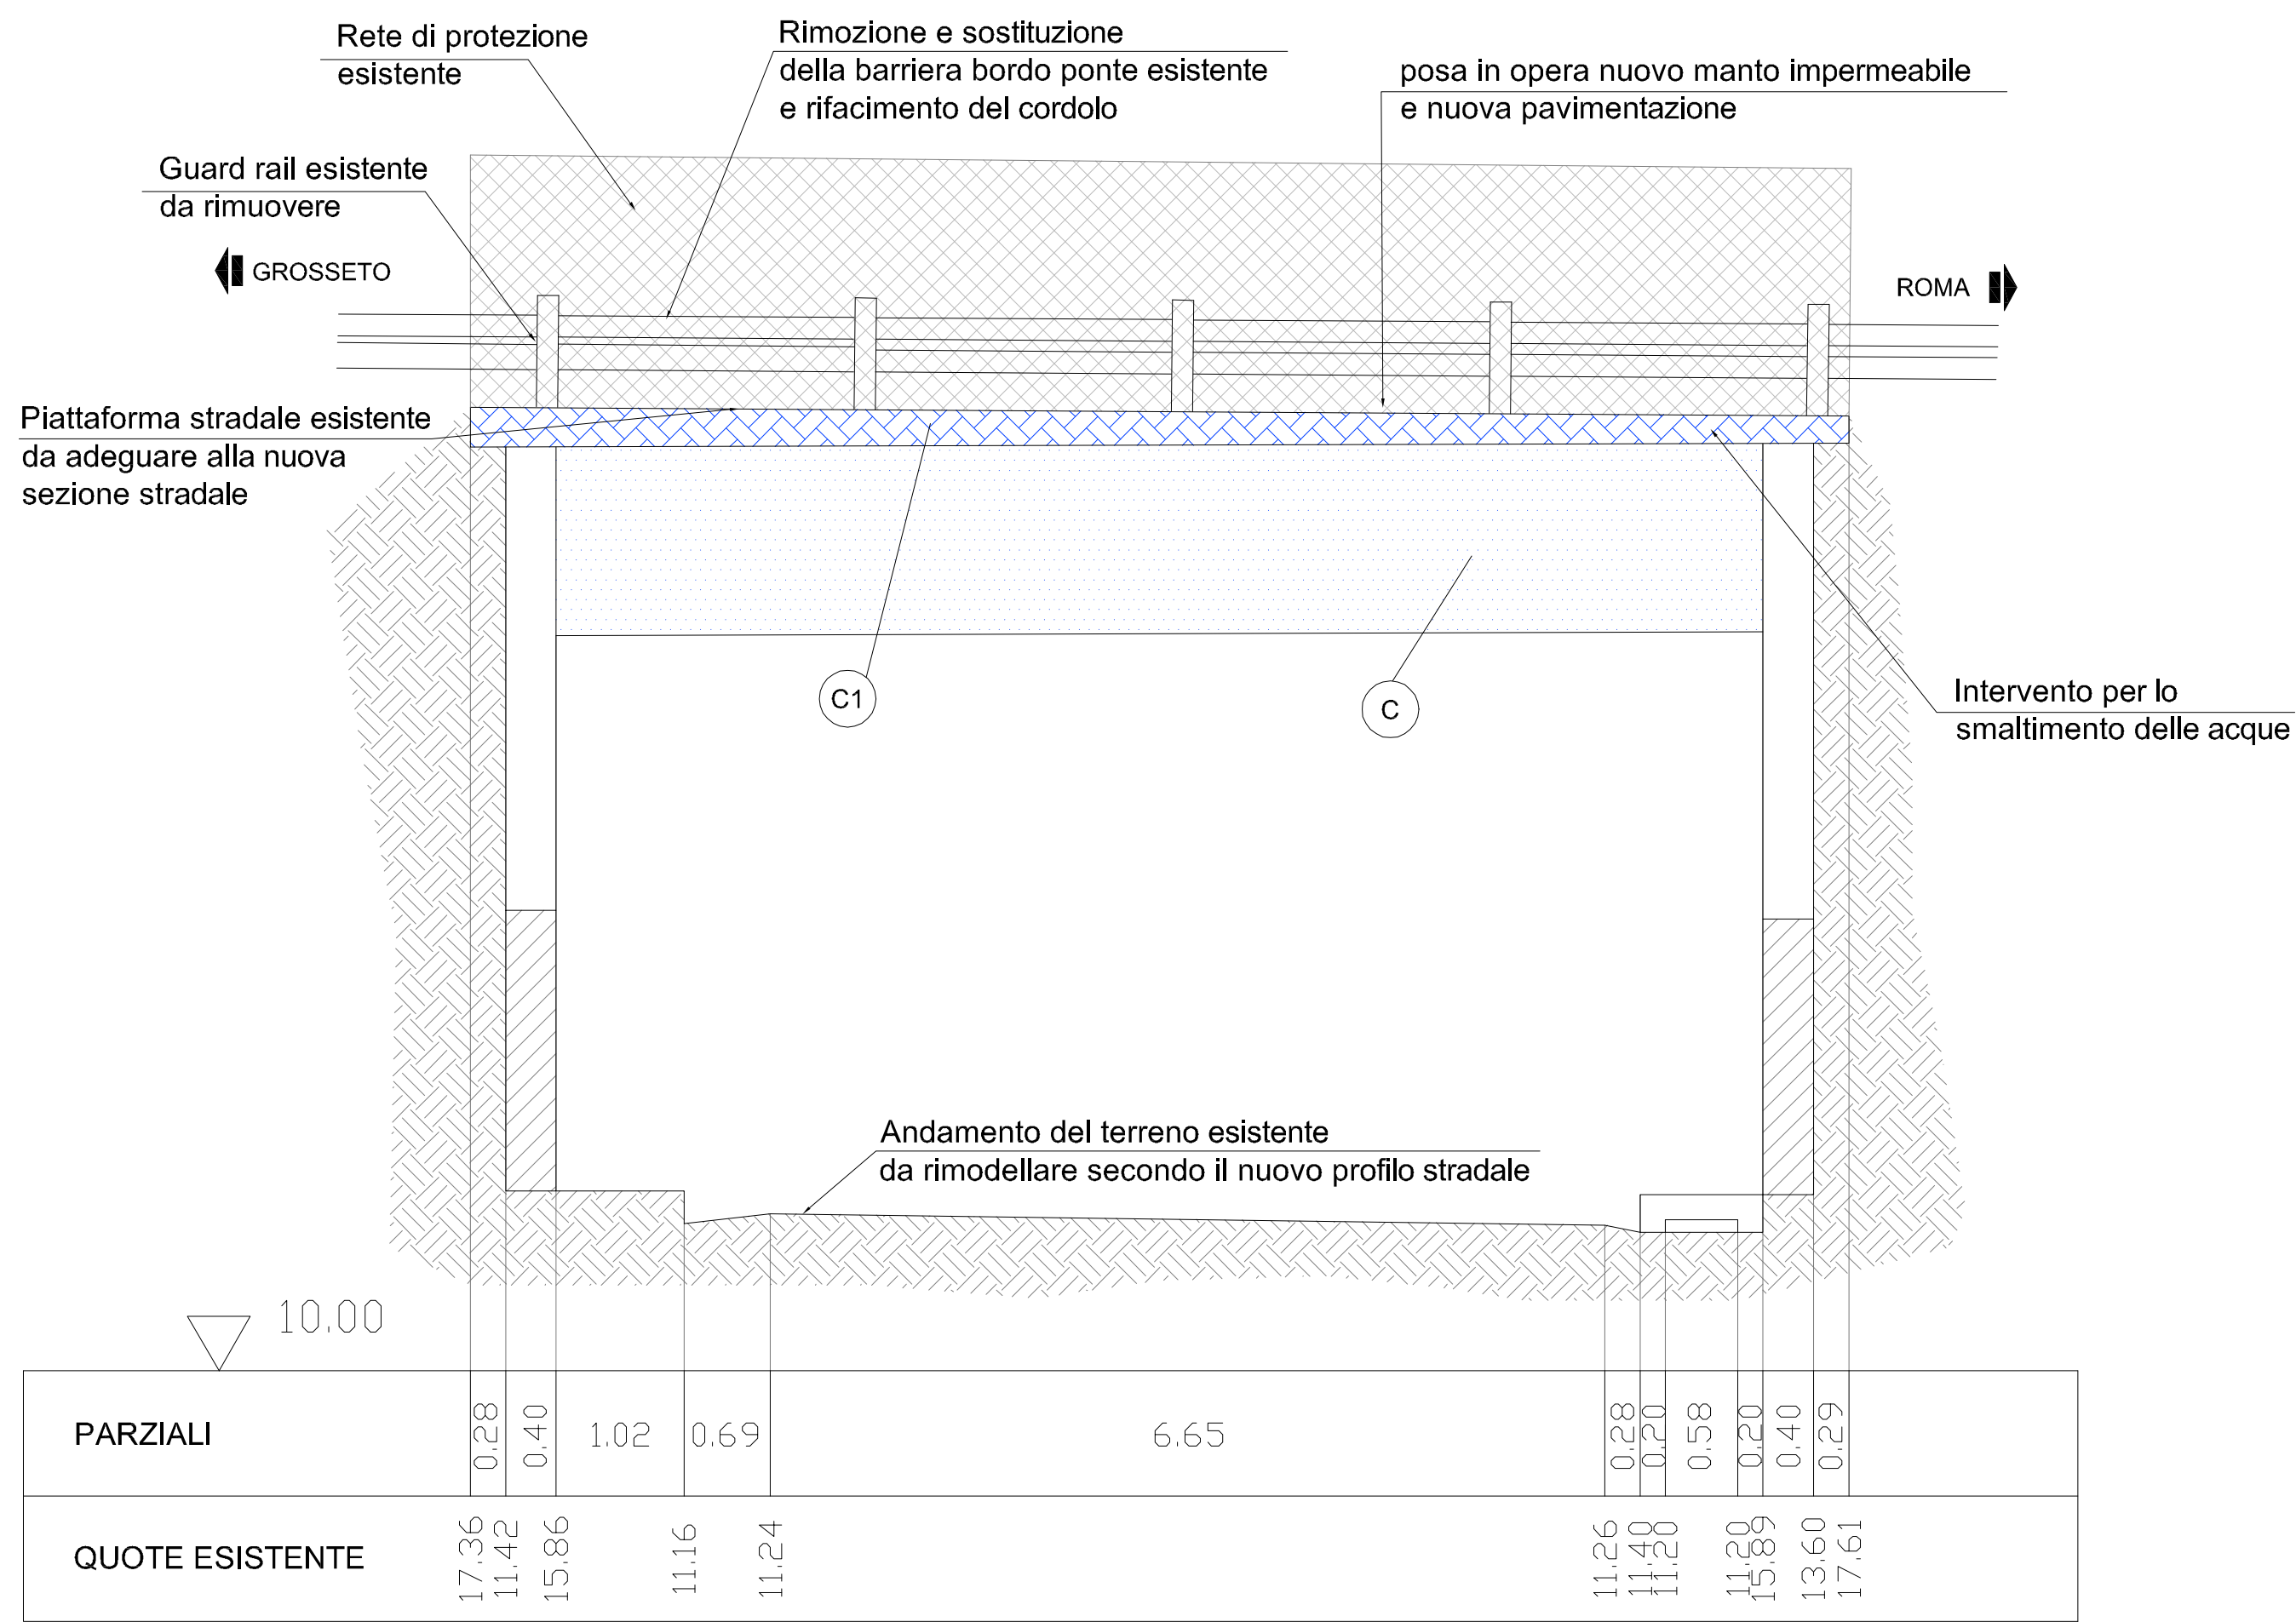 Rete di protezione
esistente
Rimozione e sostituzione
della barriera bordo ponte esistente
e rifacimento del cordolo
posa in opera nuovo manto impermeabile
e nuova pavimentazione
Guard rail esistente
da rimuovere
GROSSETO
ROMA
Piattaforma stradale esistente
da adeguare alla nuova
sezione stradale
C1
C
Intervento per lo
smaltimento delle acque
Andamento del terreno esistente
da rimodellare secondo il nuovo profilo stradale
10.00
PARZIALI
0.28
0.40
1.02
0.69
6.65
0.28
0.20
0.58
0.20
0.40
0.29
QUOTE ESISTENTE
17.36
11.42
15.86
11.16
11.24
11.26
11.40
11.20
11.20
15.89
13.60
17.61